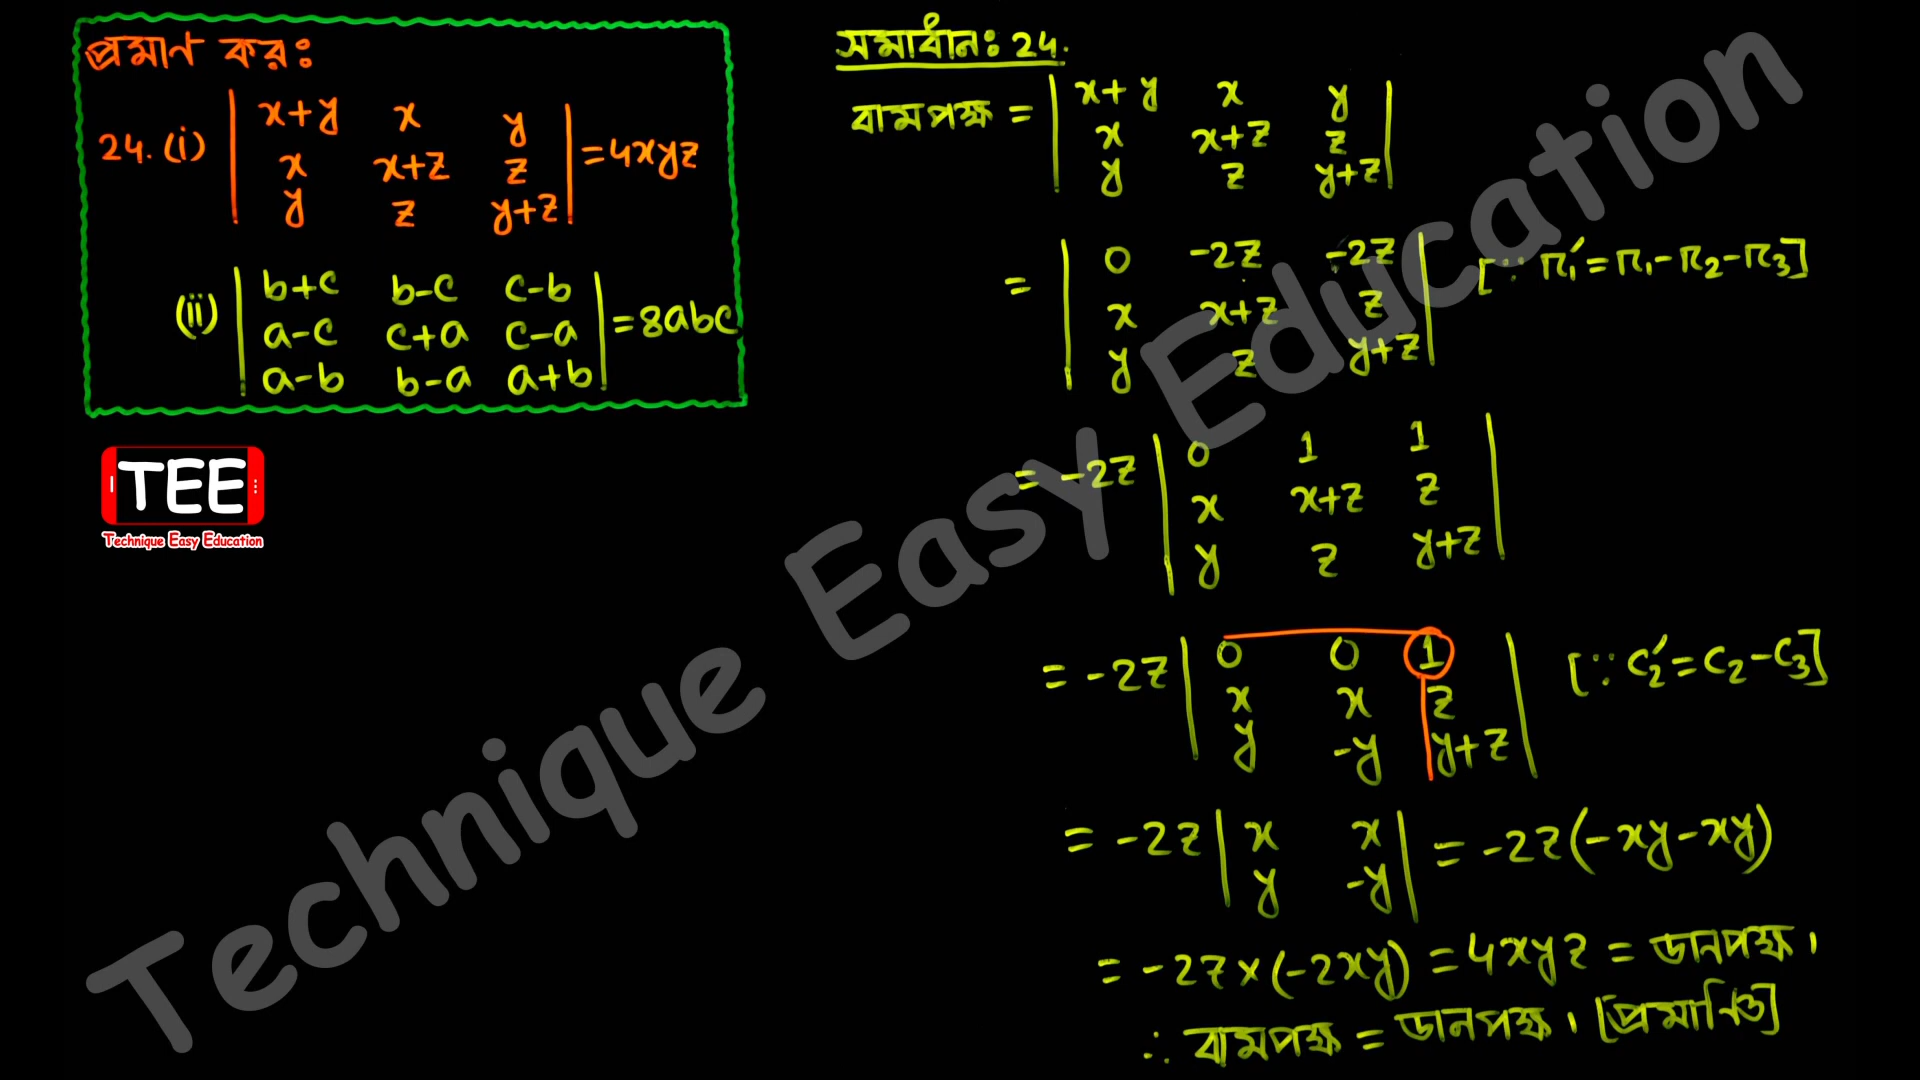 প্রমাণ করঃ
24. (i) | x+y x y |
| x x+z z | = 4xyz
| y z y+z |
(ii) | b+c b-c c-b |
| a-c c+a c-a | = 8abc
| a-b b-a a+b |
TEE
Technique Easy Education
সমাধানঃ 24.
বামপক্ষ = | x+y x y |
| x x+z z |
| y z y+z |
= | 0 -2z -2z | [∵ r₁′ = r₁-r₂-r₃]
| x x+z z |
| y z y+z |
= -2z | 0 1 1 |
| x x+z z |
| y z y+z |
= -2z | 0 0 1 | [∵ c₂′ = c₂-c₃]
| x x z |
| y -y y+z |
= -2z | x x | = -2z(-xy-xy)
| y -y |
= -2z×(-2xy) = 4xyz = ডানপক্ষ।
∴ বামপক্ষ = ডানপক্ষ। [প্রমাণিত]
Technique Easy Education